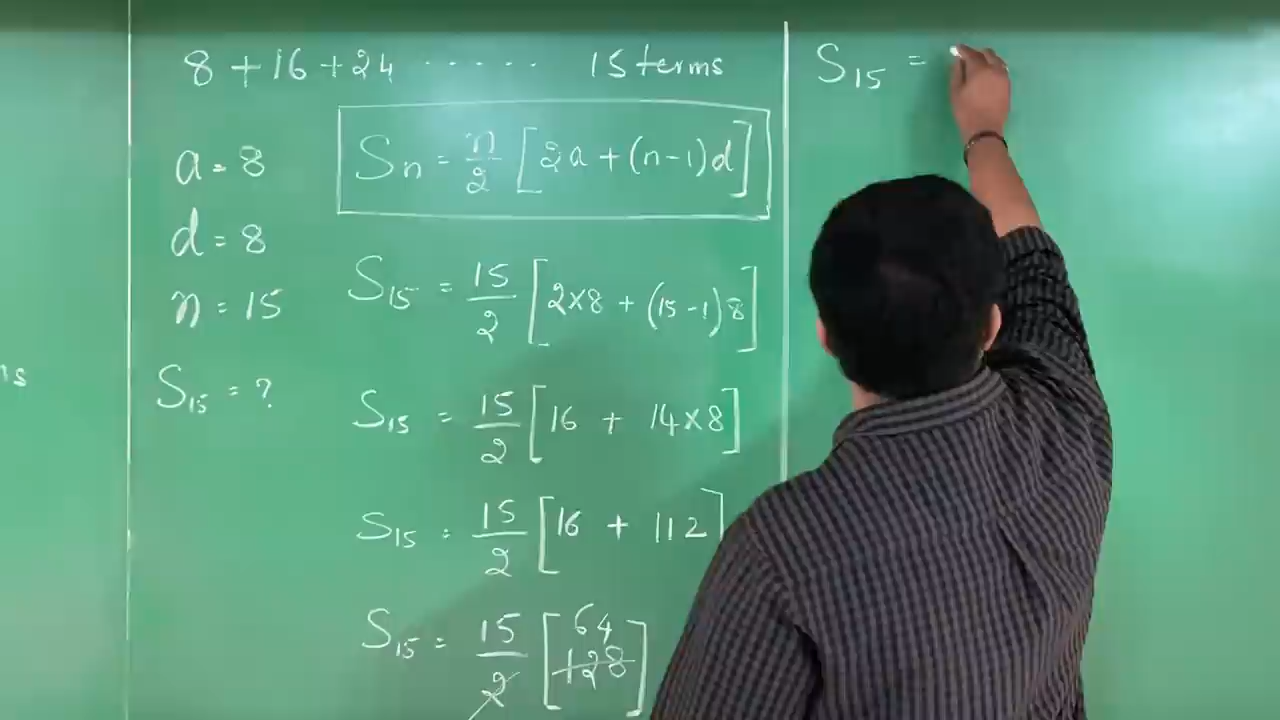 8 + 16 + 24 ...... 15 terms
Sn = n/2 [2a + (n-1)d]
a = 8
d = 8
n = 15
S15 = ?
S15 = 15/2 [2×8 + (15-1)8]
S15 = 15/2 [16 + 14×8]
S15 = 15/2 [16 + 112]
S15 = 15/2 [128] 64
S15 =